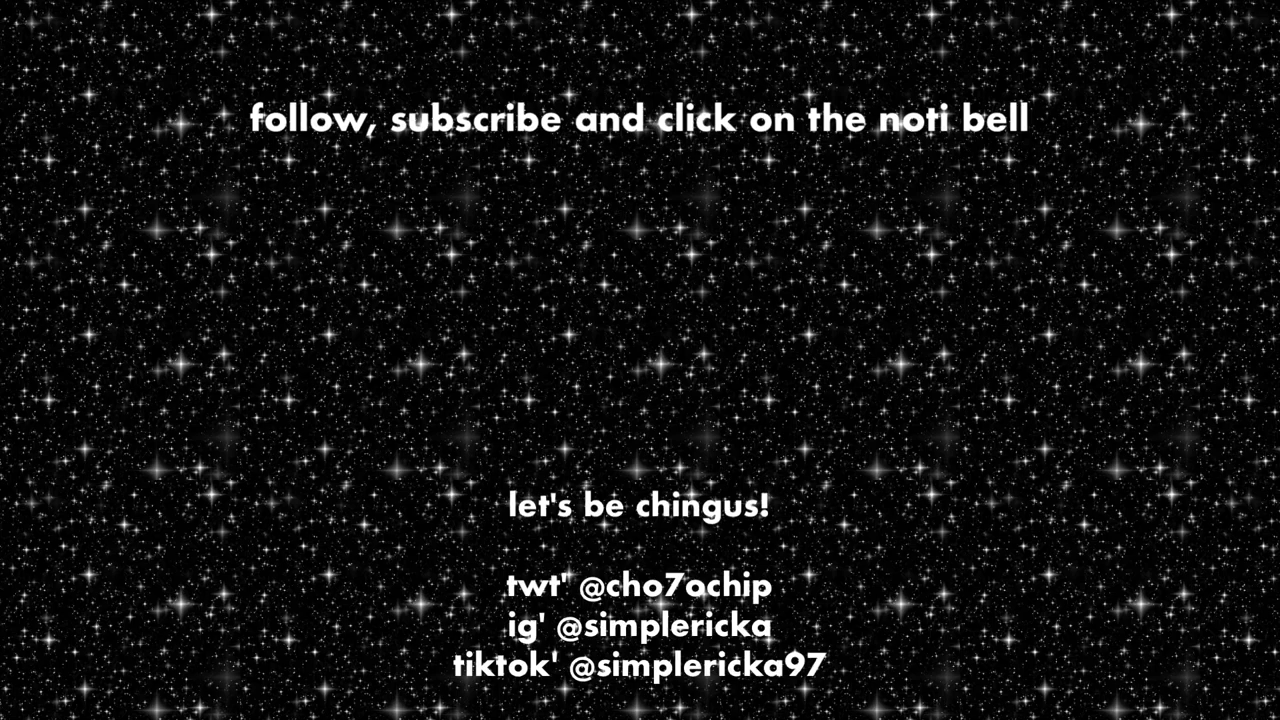 follow, subscribe and click on the noti bell
let's be chingus!
twt' @cho7ochip
ig' @simplericka
tiktok' @simplericka97